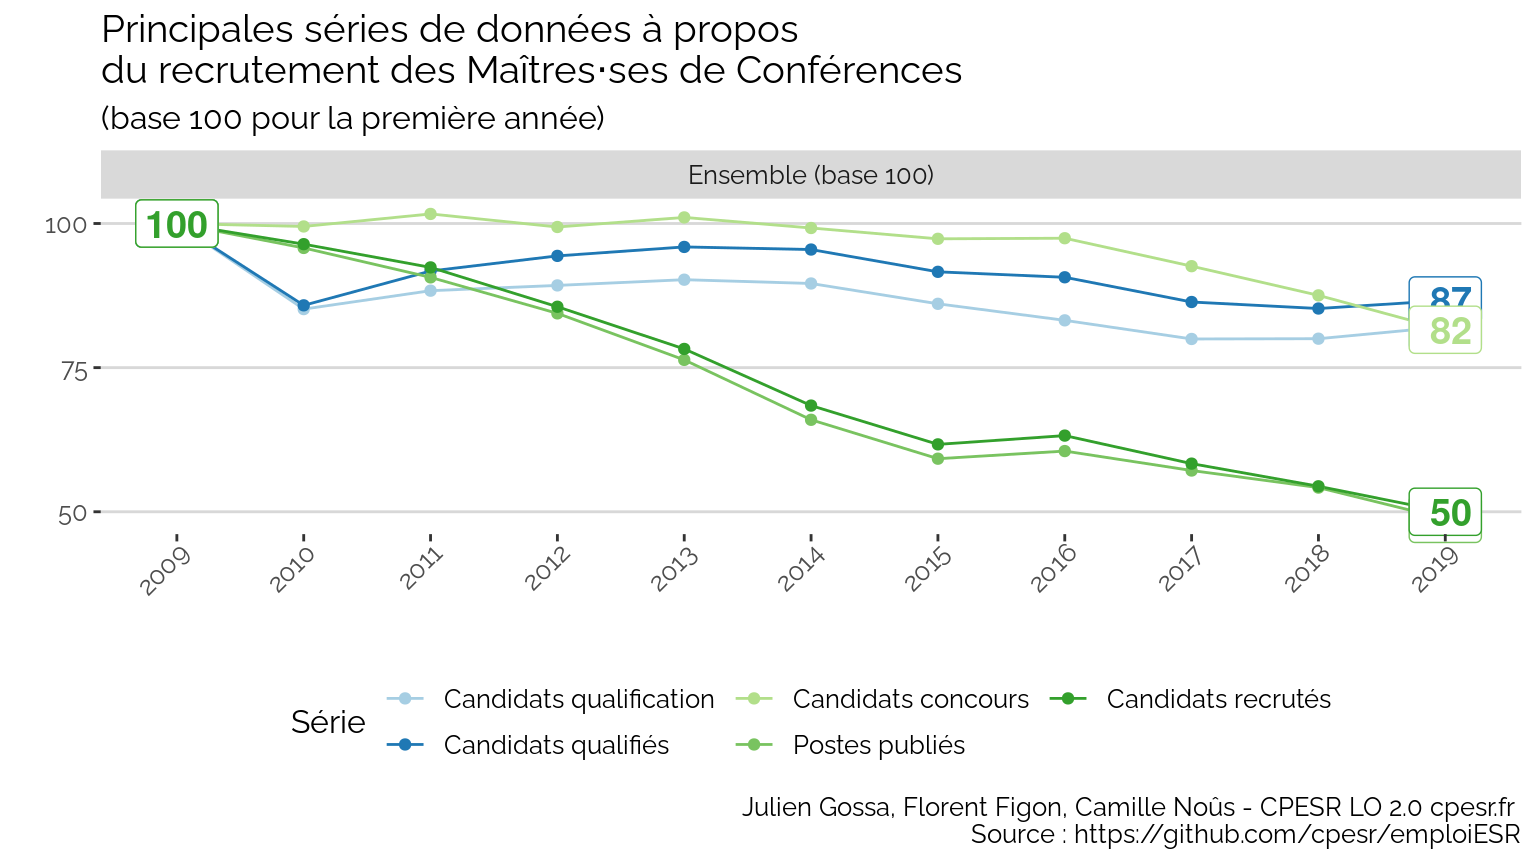 Principales séries de données à propos
du recrutement des Maîtres·ses de Conférences
(base 100 pour la première année)
Ensemble (base 100)
100
75
50
100
87
82
50
2009
2010
2011
2012
2013
2014
2015
2016
2017
2018
2019
Série
Candidats qualification
Candidats concours
Candidats recrutés
Candidats qualifiés
Postes publiés
Julien Gossa, Florent Figon, Camille Noûs - CPESR LO 2.0 cpesr.fr
Source : https://github.com/cpesr/emploiESR